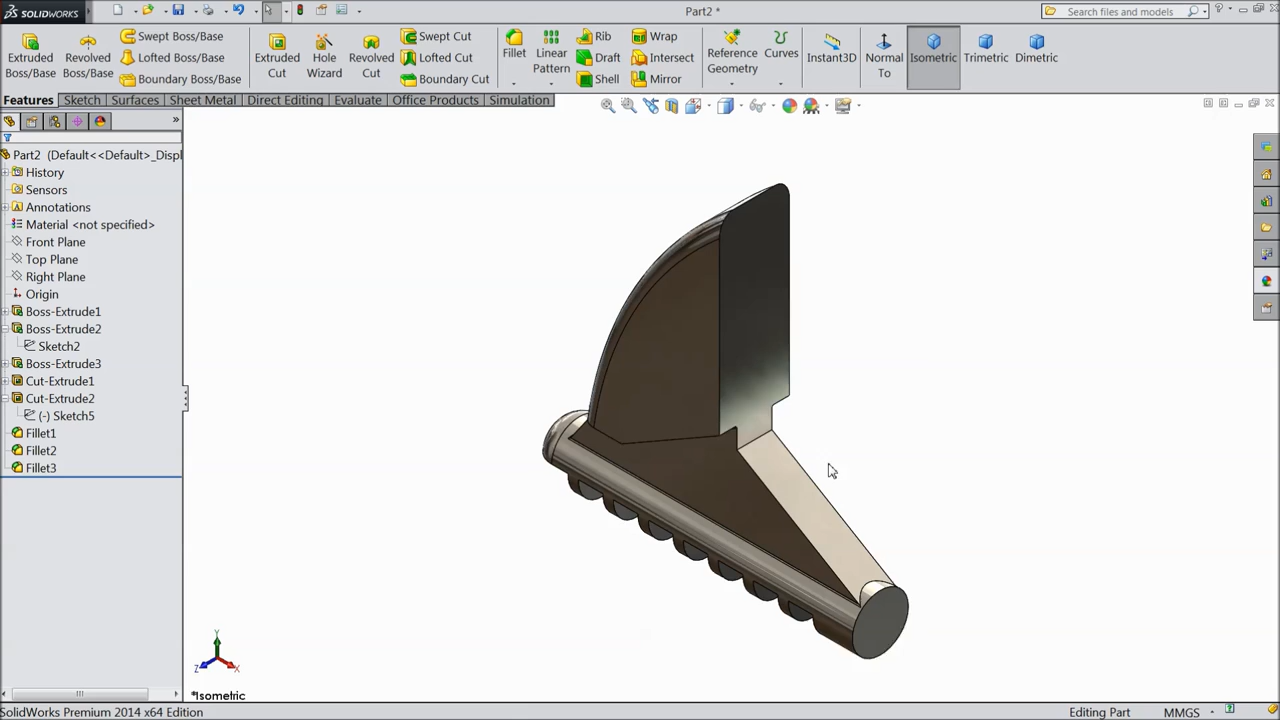 SOLIDWORKS
Part2 *
Search files and models
Extruded Boss/Base
Revolved Boss/Base
Swept Boss/Base
Lofted Boss/Base
Boundary Boss/Base
Extruded Cut
Hole Wizard
Revolved Cut
Swept Cut
Lofted Cut
Boundary Cut
Fillet
Linear Pattern
Rib
Draft
Shell
Wrap
Intersect
Mirror
Reference Geometry
Curves
Instant3D
Normal To
Isometric
Trimetric
Dimetric
Features
Sketch
Surfaces
Sheet Metal
Direct Editing
Evaluate
Office Products
Simulation
Part2 (Default<<Default>_Displ
History
Sensors
Annotations
Material <not specified>
Front Plane
Top Plane
Right Plane
Origin
Boss-Extrude1
Boss-Extrude2
Sketch2
Boss-Extrude3
Cut-Extrude1
Cut-Extrude2
(-) Sketch5
Fillet1
Fillet2
Fillet3
Y
Z
X
*Isometric
SolidWorks Premium 2014 x64 Edition
Editing Part
MMGS